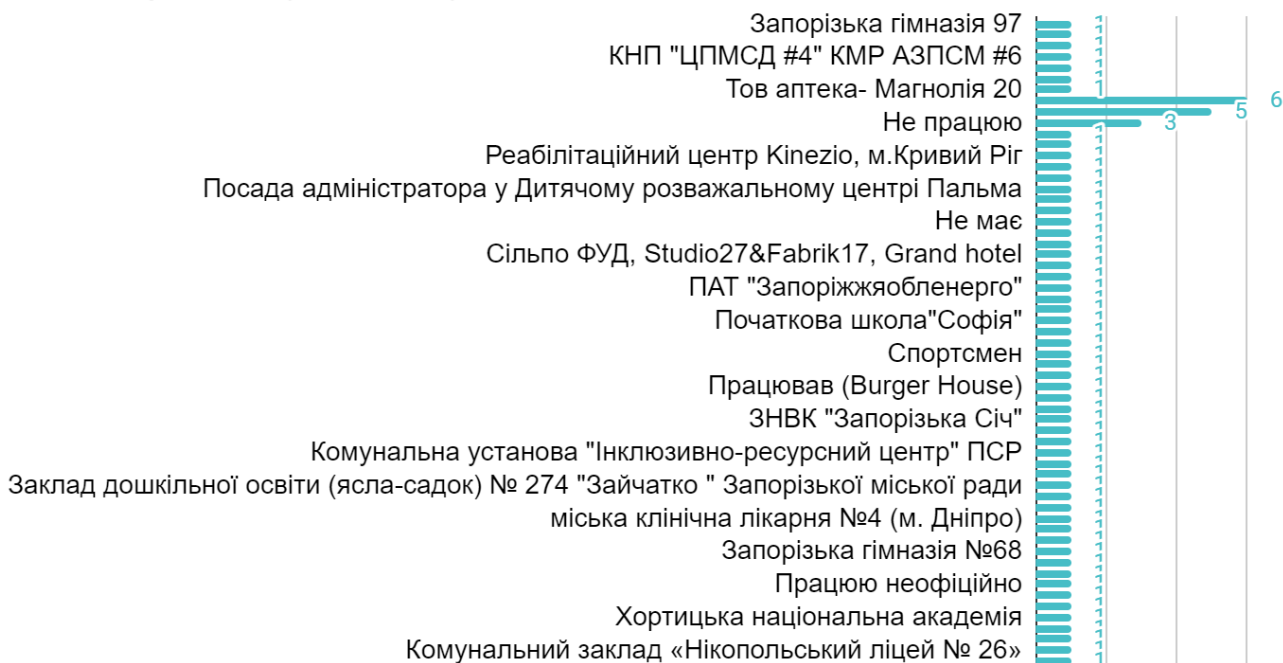 Запорізька гімназія 97
КНП "ЦПМСД #4" КМР АЗПСМ #6
Тов аптека- Магнолія 20
Не працюю
Реабілітаційний центр Kinezio, м.Кривий Ріг
Посада адміністратора у Дитячому розважальному центрі Пальма
Не має
Сільпо ФУД, Studio27&Fabrik17, Grand hotel
ПАТ "Запоріжжяобленерго"
Початкова школа"Софія"
Спортсмен
Працював (Burger House)
ЗНВК "Запорізька Січ"
Комунальна установа "Інклюзивно-ресурсний центр" ПСР
Заклад дошкільної освіти (ясла-садок) № 274 "Зайчатко " Запорізької міської ради
міська клінічна лікарня №4 (м. Дніпро)
Запорізька гімназія №68
Працюю неофіційно
Хортицька національна академія
Комунальний заклад «Нікопольський ліцей № 26»
1
6
5
3
1